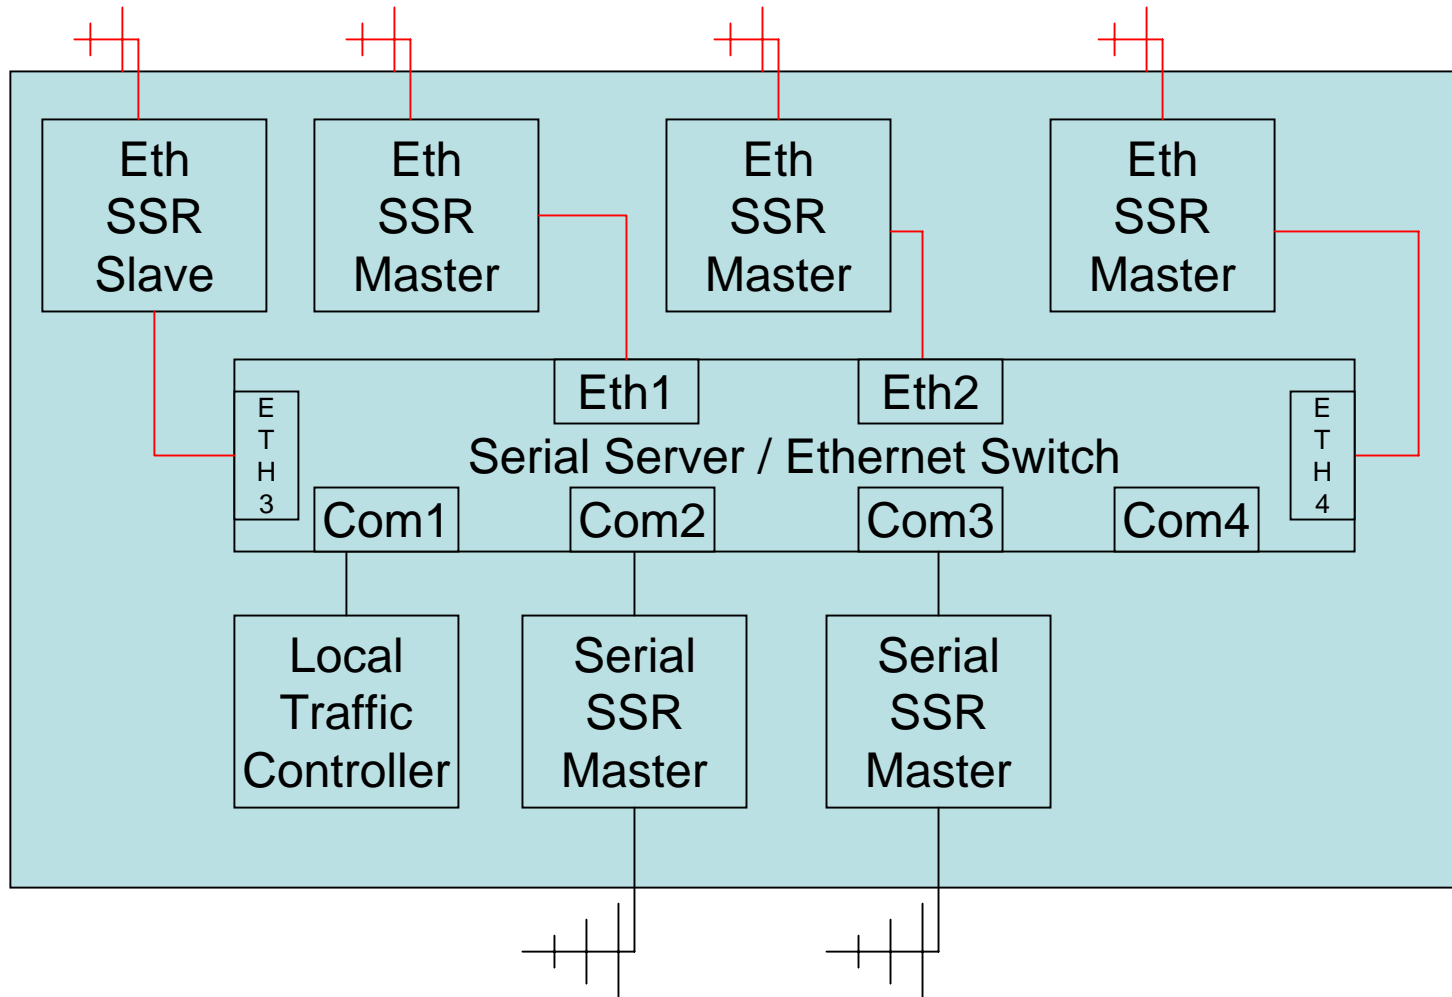 Eth
SSR
Slave
Eth
SSR
Master
Eth
SSR
Master
Eth
SSR
Master
Eth1
Eth2
E
T
H
3
Serial Server / Ethernet Switch
E
T
H
4
Com1
Com2
Com3
Com4
Local
Traffic
Controller
Serial
SSR
Master
Serial
SSR
Master